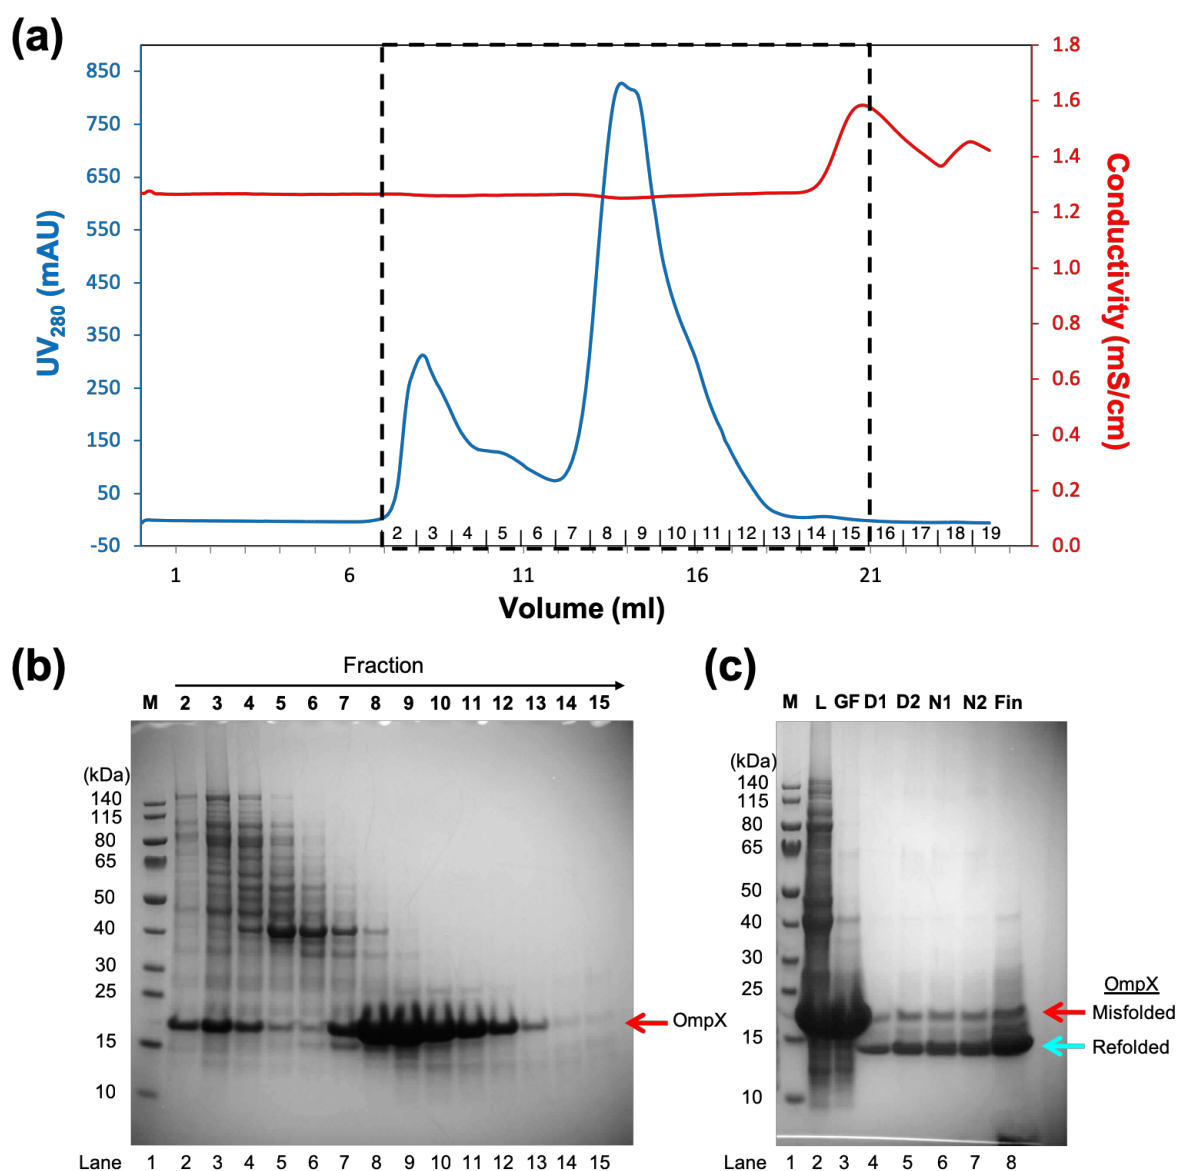 (a)
850
750
650
550
450
350
250
150
50
-50
UV280 (mAU)
1.8
1.6
1.4
1.2
1.0
0.8
0.6
0.4
0.2
0.0
Conductivity (mS/cm)
2 3 4 5 6 7 8 9 10 11 12 13 14 15 16 17 18 19
1 6 11 16 21
Volume (ml)
(b)
Fraction
M 2 3 4 5 6 7 8 9 10 11 12 13 14 15
(kDa)
140
115
80
65
50
40
30
25
15
10
OmpX
Lane 1 2 3 4 5 6 7 8 9 10 11 12 13 14 15
(c)
M L GF D1 D2 N1 N2 Fin
(kDa)
140
115
80
65
50
40
30
25
15
10
OmpX
Misfolded
Refolded
Lane 1 2 3 4 5 6 7 8